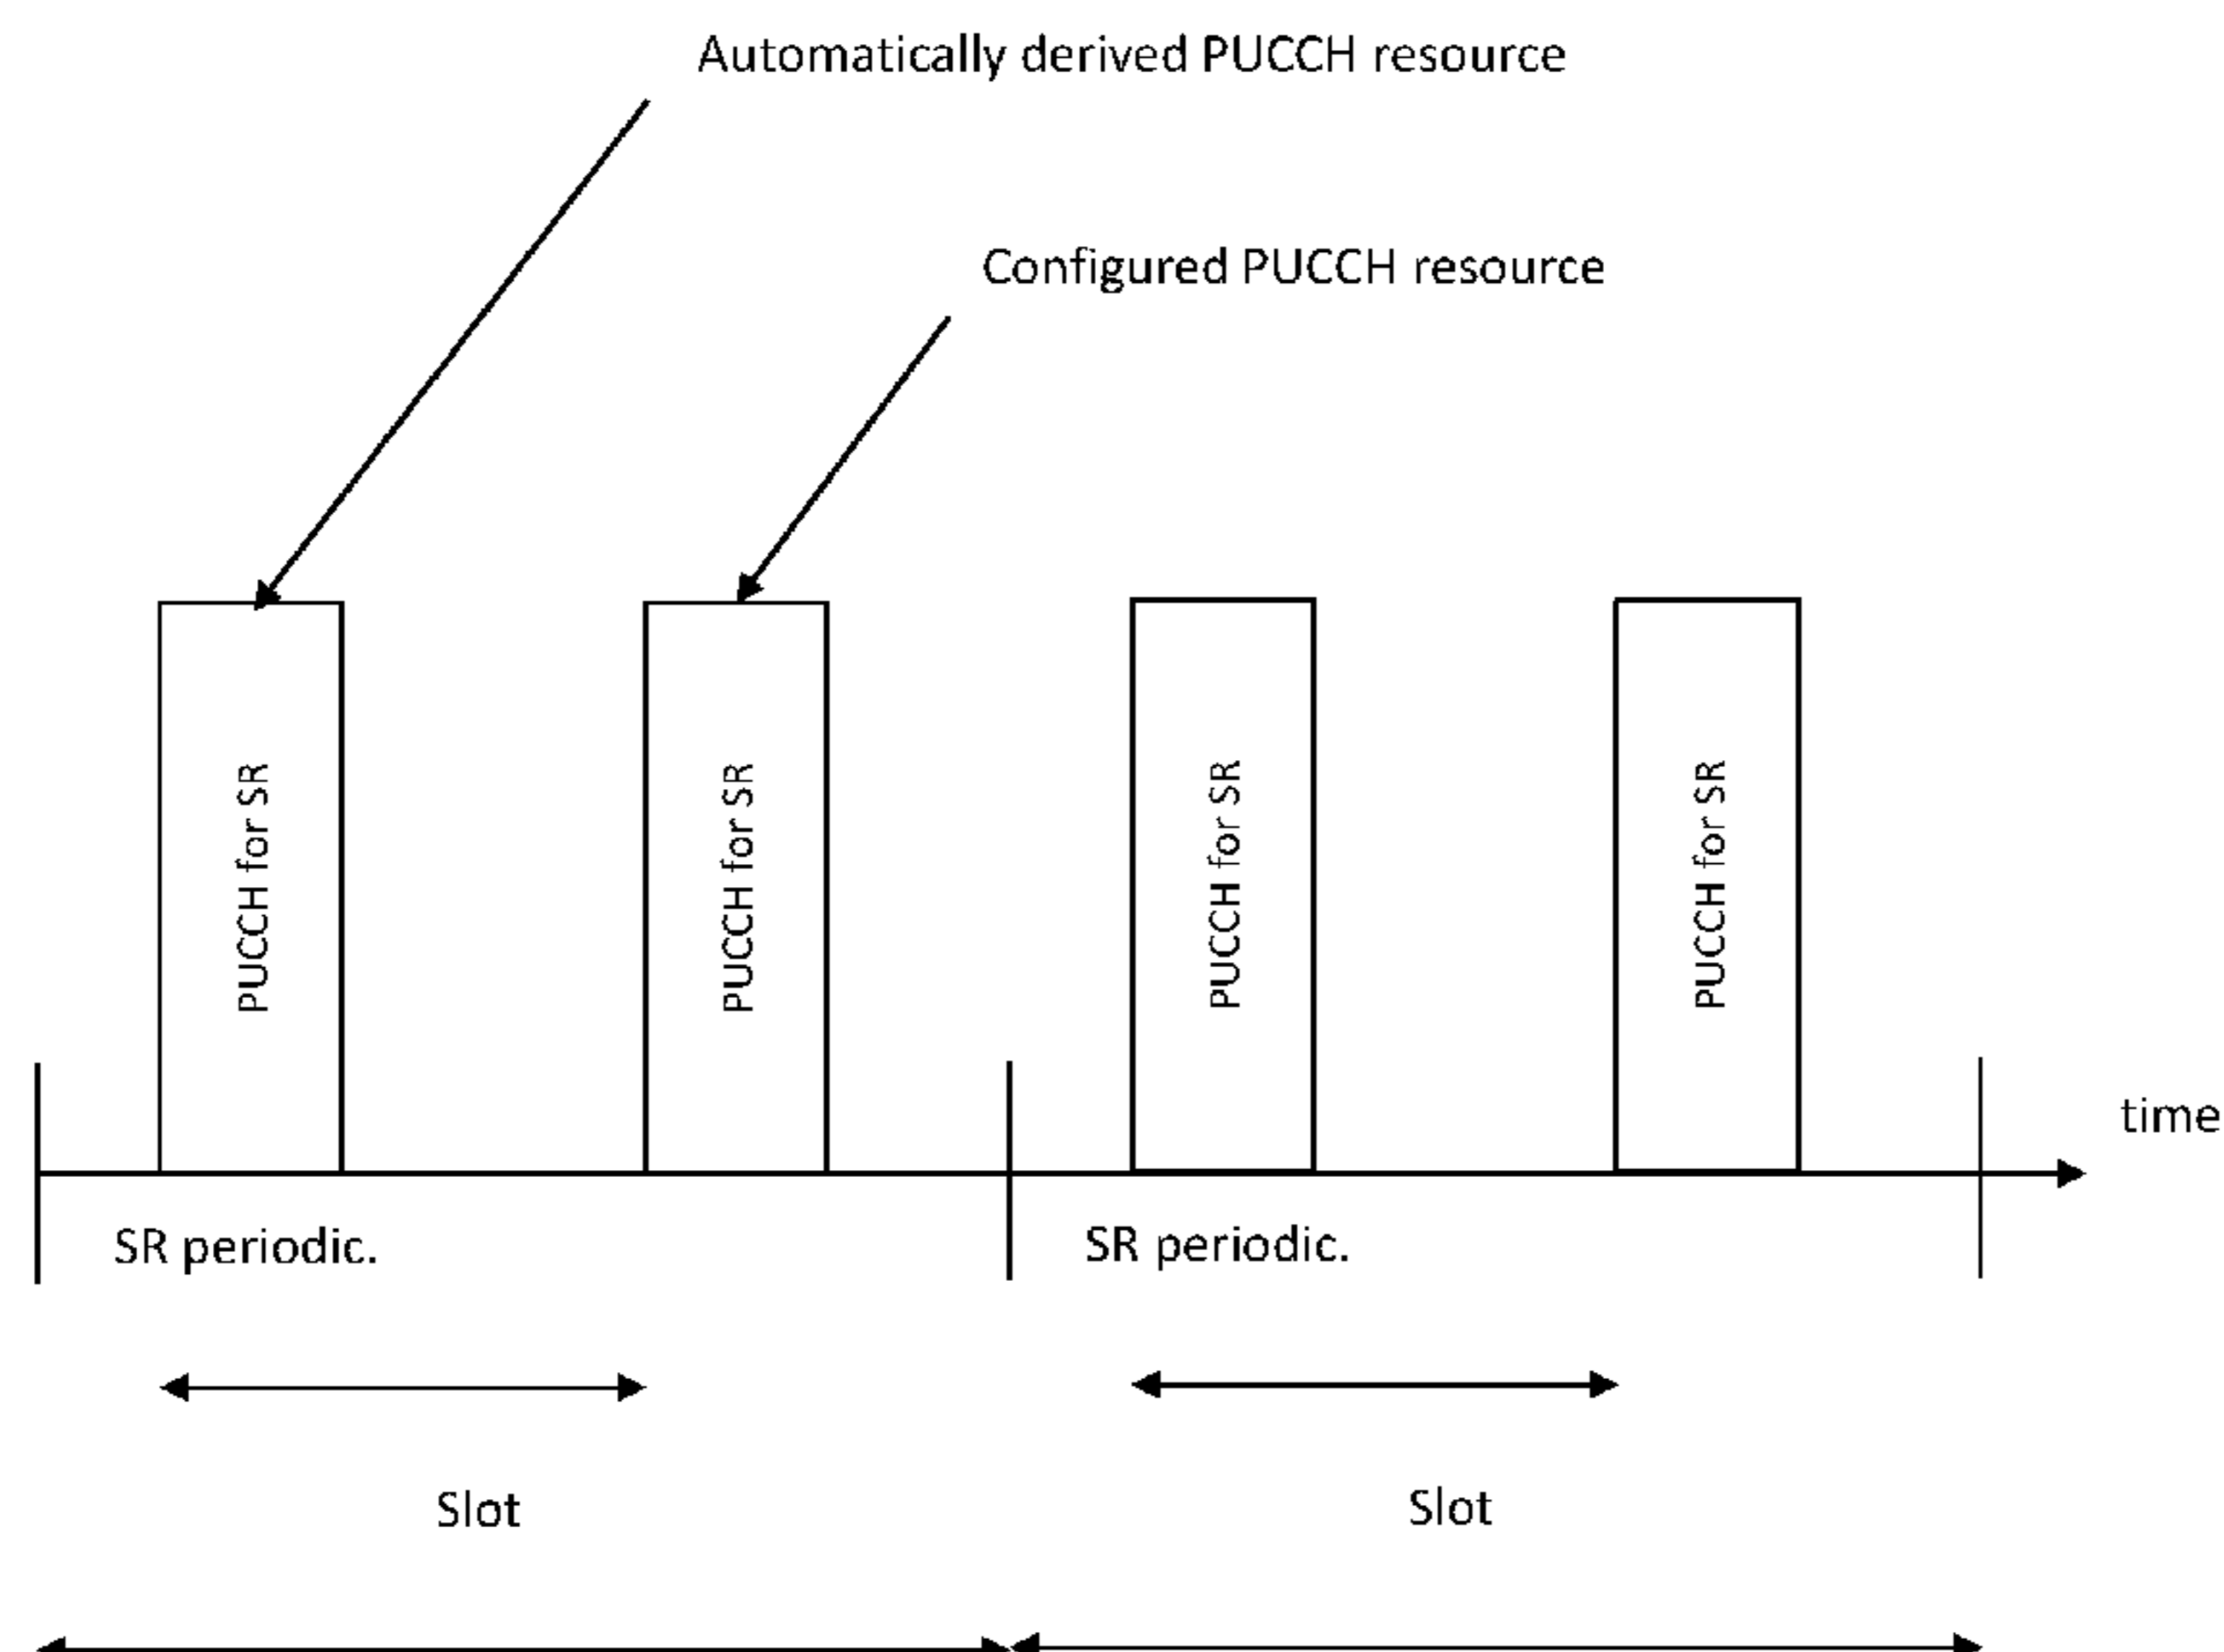 Automatically derived PUCCH resource
Configured PUCCH resource
PUCCH for SR
PUCCH for SR
PUCCH for SR
PUCCH for SR
time
SR periodic.
SR periodic.
Slot
Slot